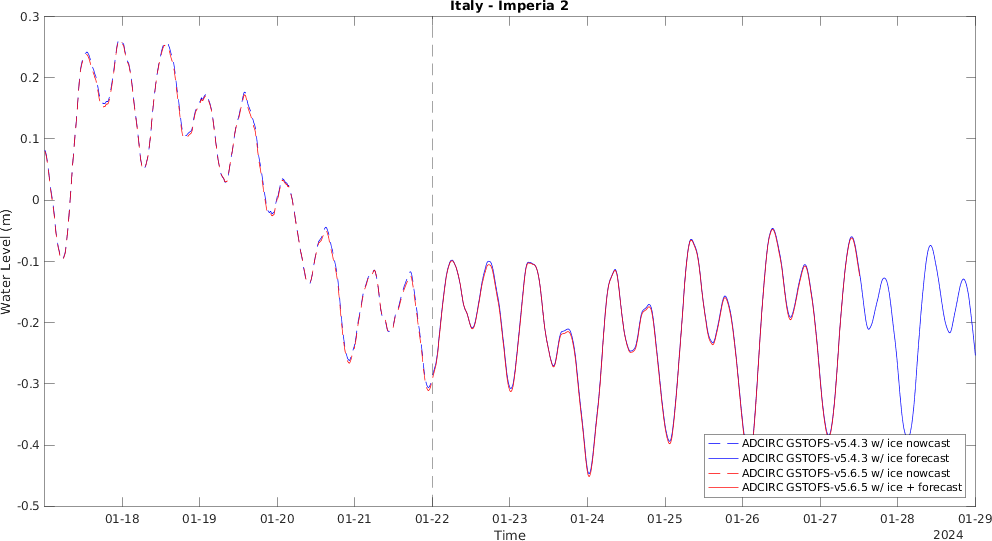 Italy - Imperia 2
0.3
0.2
0.1
0
-0.1
-0.2
-0.3
-0.4
-0.5
Water Level (m)
ADCIRC GSTOFS-v5.4.3 w/ ice nowcast
ADCIRC GSTOFS-v5.4.3 w/ ice forecast
ADCIRC GSTOFS-v5.6.5 w/ ice nowcast
ADCIRC GSTOFS-v5.6.5 w/ ice + forecast
01-18 01-19 01-20 01-21 01-22 01-23 01-24 01-25 01-26 01-27 01-28 01-29
Time
2024